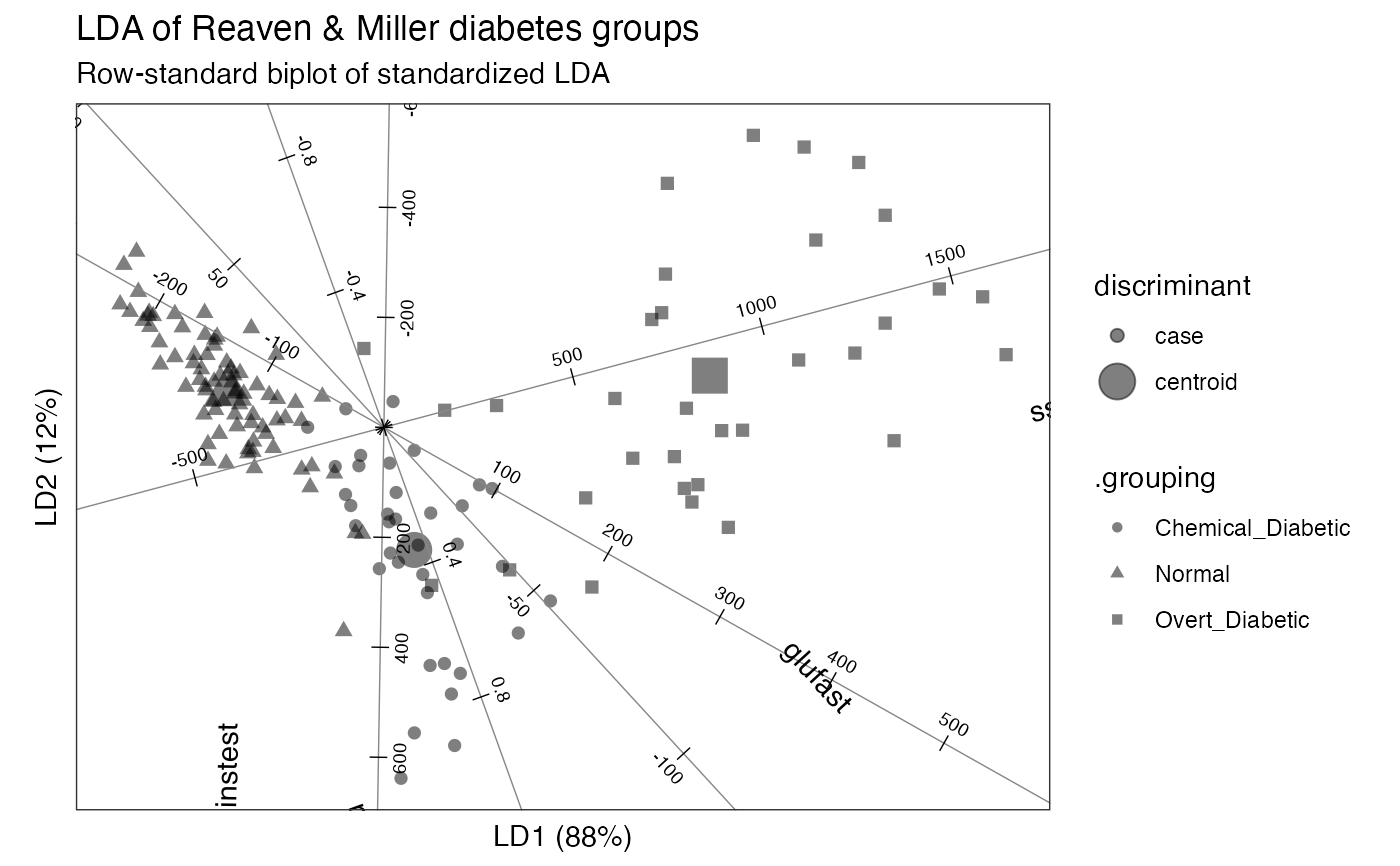 LDA of Reaven & Miller diabetes groups
Row-standard biplot of standardized LDA
-0.8
-400
1500
-200
50
-0.4
-200
1000
-100
500
-500
100
200
0.4
200
-50
300
400
glufast
400
0.8
500
instest
600
-100
LD1 (88%)
LD2 (12%)
discriminant
case
centroid
.grouping
Chemical_Diabetic
Normal
Overt_Diabetic